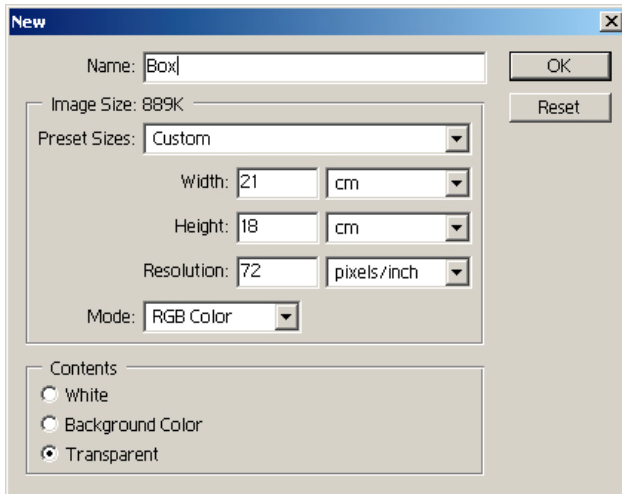 New
Name: Box
OK
Image Size: 889K
Reset
Preset Sizes: Custom
Width: 21 cm
Height: 18 cm
Resolution: 72 pixels/inch
Mode: RGB Color
Contents
White
Background Color
Transparent